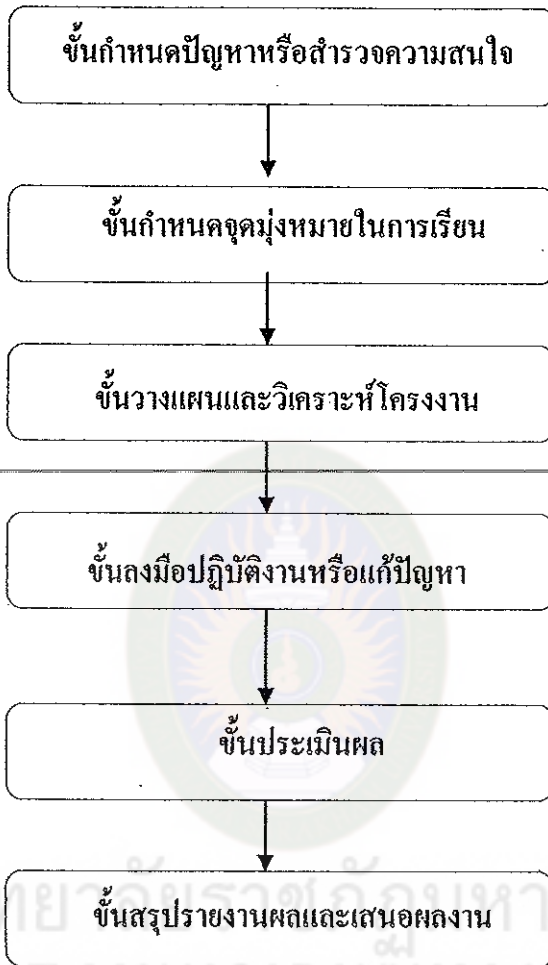 ขั้นกำหนดปัญหาหรือสำรวจความสนใจ
ขั้นกำหนดจุดมุ่งหมายในการเรียน
ขั้นวางแผนและวิเคราะห์โครงงาน
ขั้นลงมือปฏิบัติงานหรือแก้ปัญหา
ขั้นประเมินผล
ขั้นสรุปรายงานผลและเสนอผลงาน